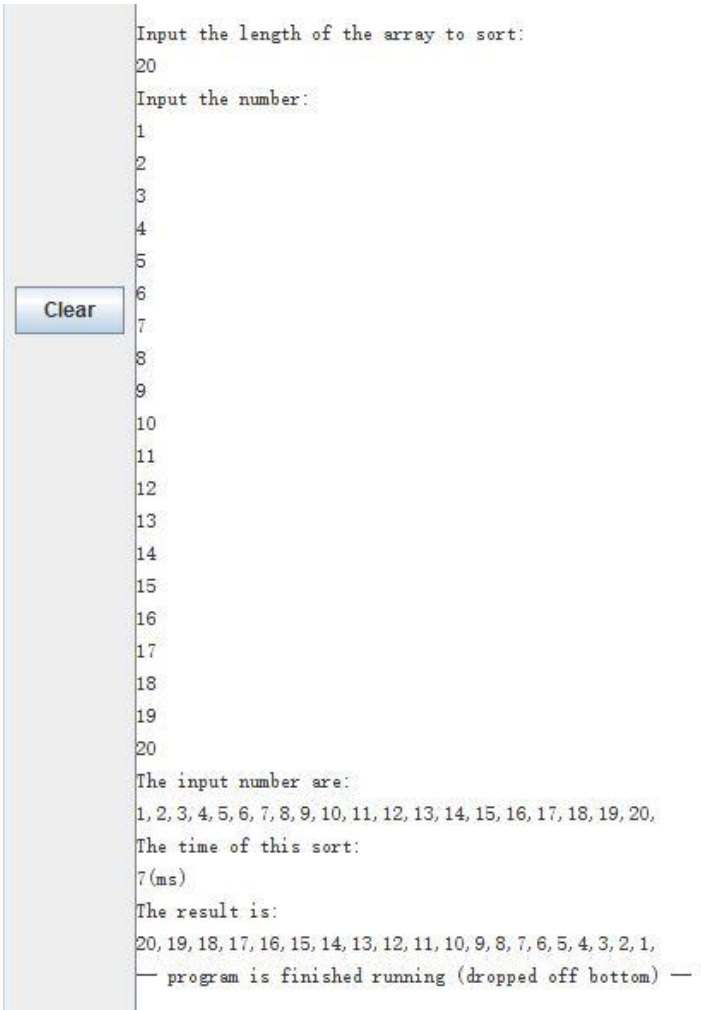 Input the length of the array to sort:
20
Input the number:
1
2
3
4
5
6
Clear
7
8
9
10
11
12
13
14
15
16
17
18
19
20
The input number are:
1, 2, 3, 4, 5, 6, 7, 8, 9, 10, 11, 12, 13, 14, 15, 16, 17, 18, 19, 20,
The time of this sort:
7(ms)
The result is:
20, 19, 18, 17, 16, 15, 14, 13, 12, 11, 10, 9, 8, 7, 6, 5, 4, 3, 2, 1,
— program is finished running (dropped off bottom) —